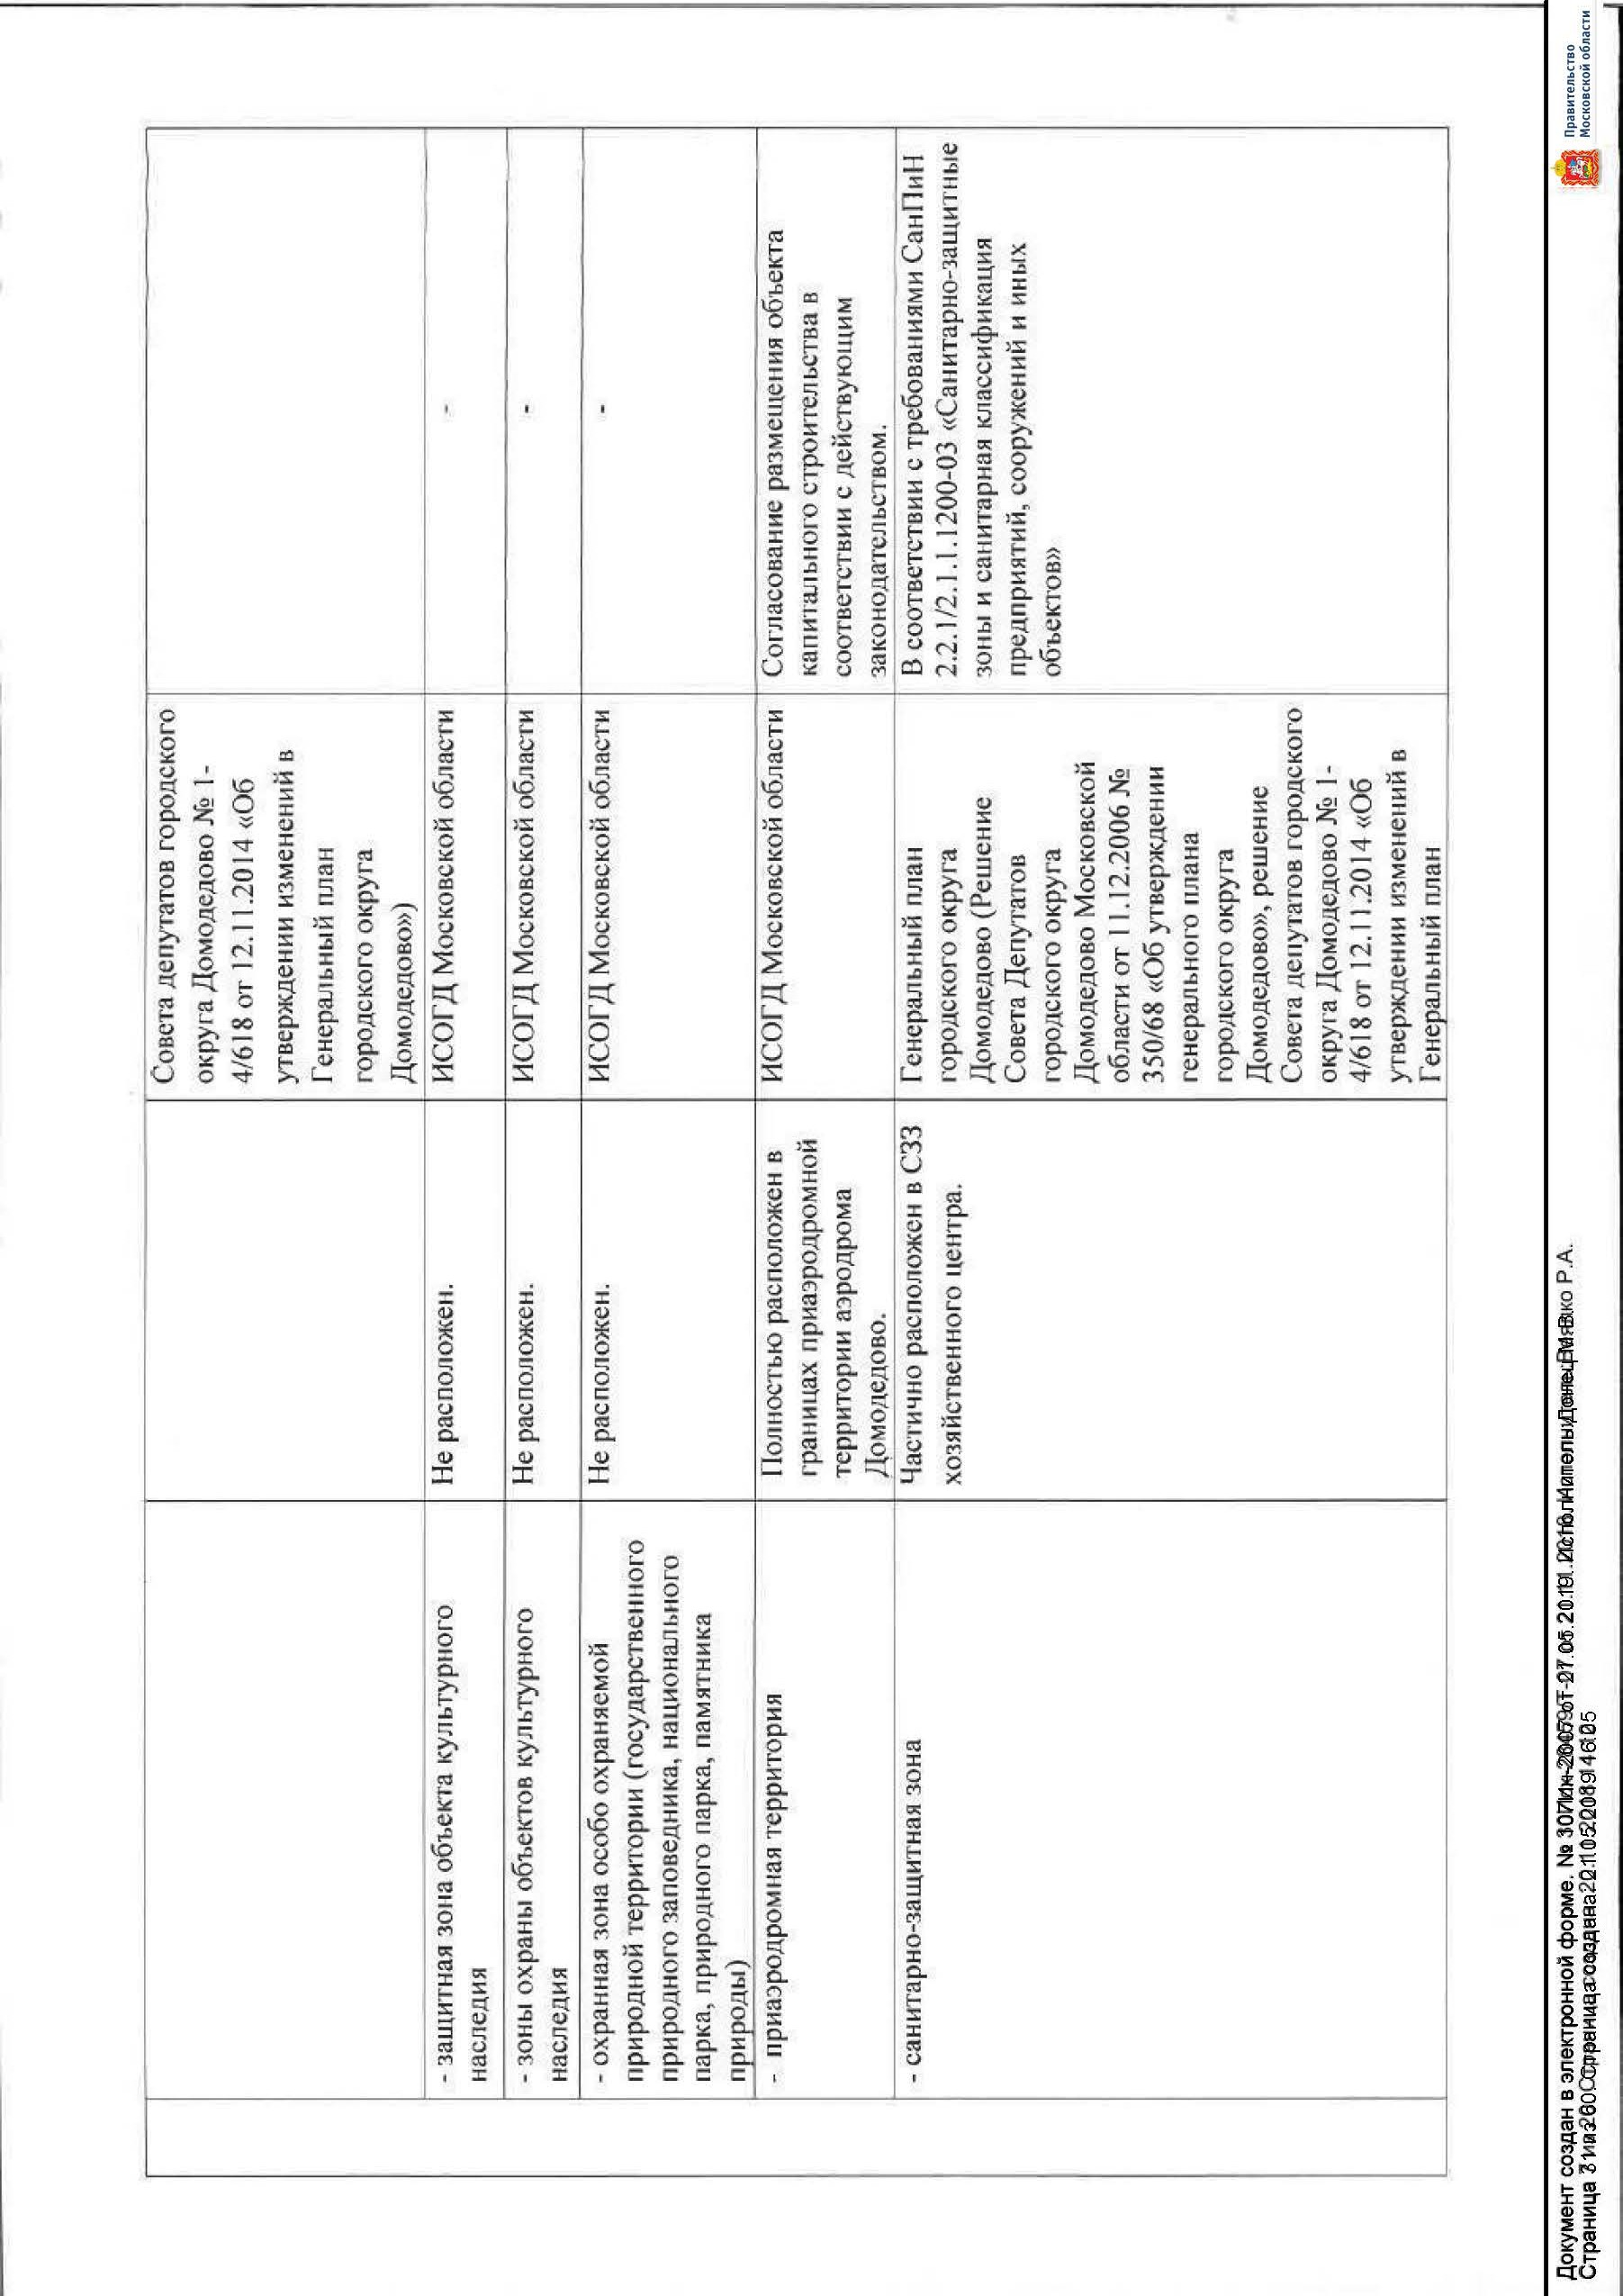 Совета депутатов городского
округа Домодедово № 1-
4/618 от 12.11.2014 «Об
утверждении изменений в
Генеральный план
городского округа
Домодедово»)
- защитная зона объекта культурного
наследия
Не расположен.
ИСОГД Московской области
-
- зоны охраны объектов культурного
наследия
Не расположен.
ИСОГД Московской области
-
- охранная зона особо охраняемой
природной территории (государственного
природного заповедника, национального
парка, природного парка, памятника
природы)
Не расположен.
ИСОГД Московской области
-
- приаэродромная территория
Полностью расположен в
границах приаэродромной
территории аэродрома
Домодедово.
ИСОГД Московской области
Согласование размещения объекта
капитального строительства в
соответствии с действующим
законодательством.
- санитарно-защитная зона
Частично расположен в СЗЗ
хозяйственного центра.
Генеральный план
городского округа
Домодедово (Решение
Совета Депутатов
городского округа
Домодедово Московской
области от 11.12.2006 №
350/68 «Об утверждении
генерального плана
городского округа
Домодедово», решение
Совета депутатов городского
округа Домодедово № 1-
4/618 от 12.11.2014 «Об
утверждении изменений в
Генеральный план
В соответствии с требованиями СанПиН
2.2.1/2.1.1.1200-03 «Санитарно-защитные
зоны и санитарная классификация
предприятий, сооружений и иных
объектов»
Документ создан в электронной форме. №
Страница
Правительство
Московской области